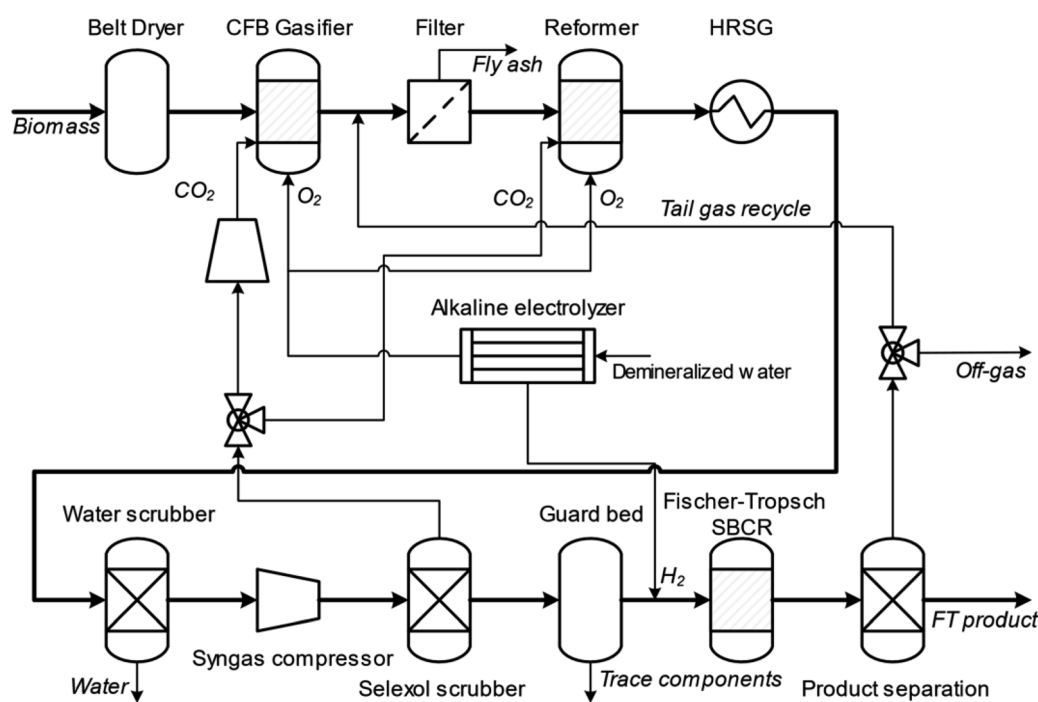 Belt Dryer
CFB Gasifier
Filter
Reformer
HRSG
Fly ash
Biomass
CO2
O2
CO2
O2
Tail gas recycle
Alkaline electrolyzer
Demineralized water
Off-gas
Water scrubber
Guard bed
Fischer-Tropsch
SBCR
H2
FT product
Syngas compressor
Water
Selexol scrubber
Trace components
Product separation